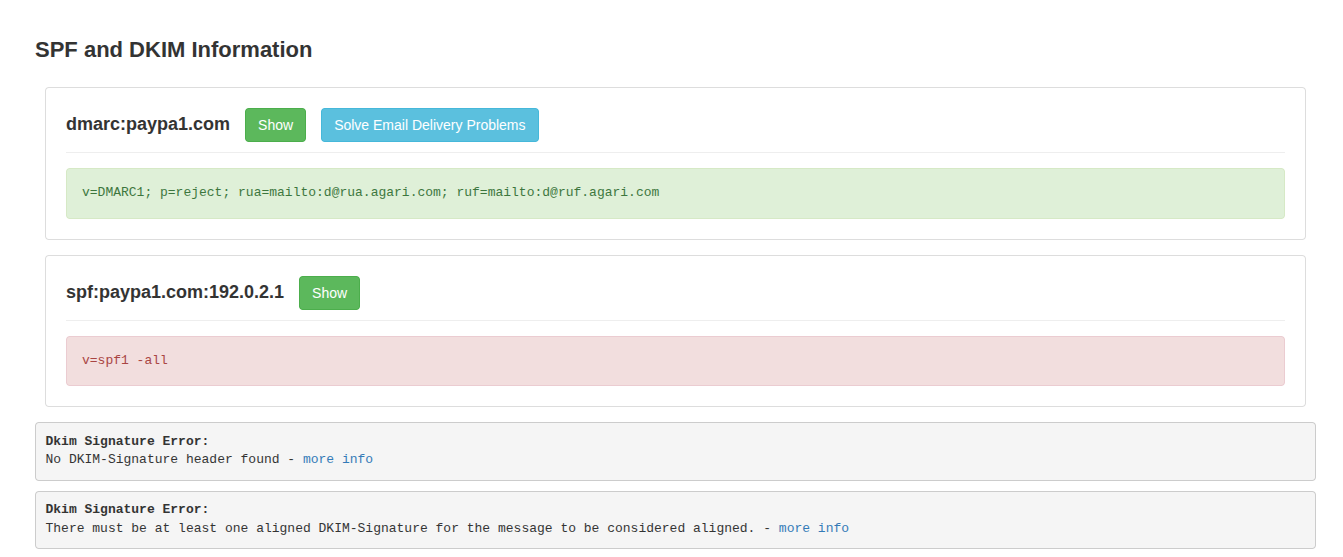 SPF and DKIM Information
dmarc:paypa1.com Show Solve Email Delivery Problems
v=DMARC1; p=reject; rua=mailto:d@rua.agari.com; ruf=mailto:d@ruf.agari.com
spf:paypa1.com:192.0.2.1 Show
v=spf1 -all
Dkim Signature Error:
No DKIM-Signature header found - more info
Dkim Signature Error:
There must be at least one aligned DKIM-Signature for the message to be considered aligned. - more info